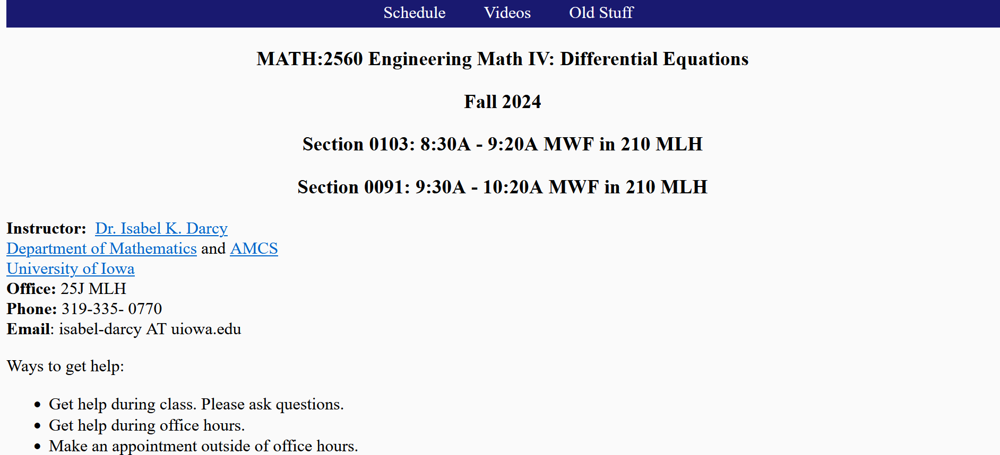 Schedule Videos Old Stuff
MATH:2560 Engineering Math IV: Differential Equations
Fall 2024
Section 0103: 8:30A - 9:20A MWF in 210 MLH
Section 0091: 9:30A - 10:20A MWF in 210 MLH
Instructor: Dr. Isabel K. Darcy
Department of Mathematics and AMCS
University of Iowa
Office: 25J MLH
Phone: 319-335- 0770
Email: isabel-darcy AT uiowa.edu
Ways to get help:
• Get help during class. Please ask questions.
• Get help during office hours.
• Make an appointment outside of office hours.